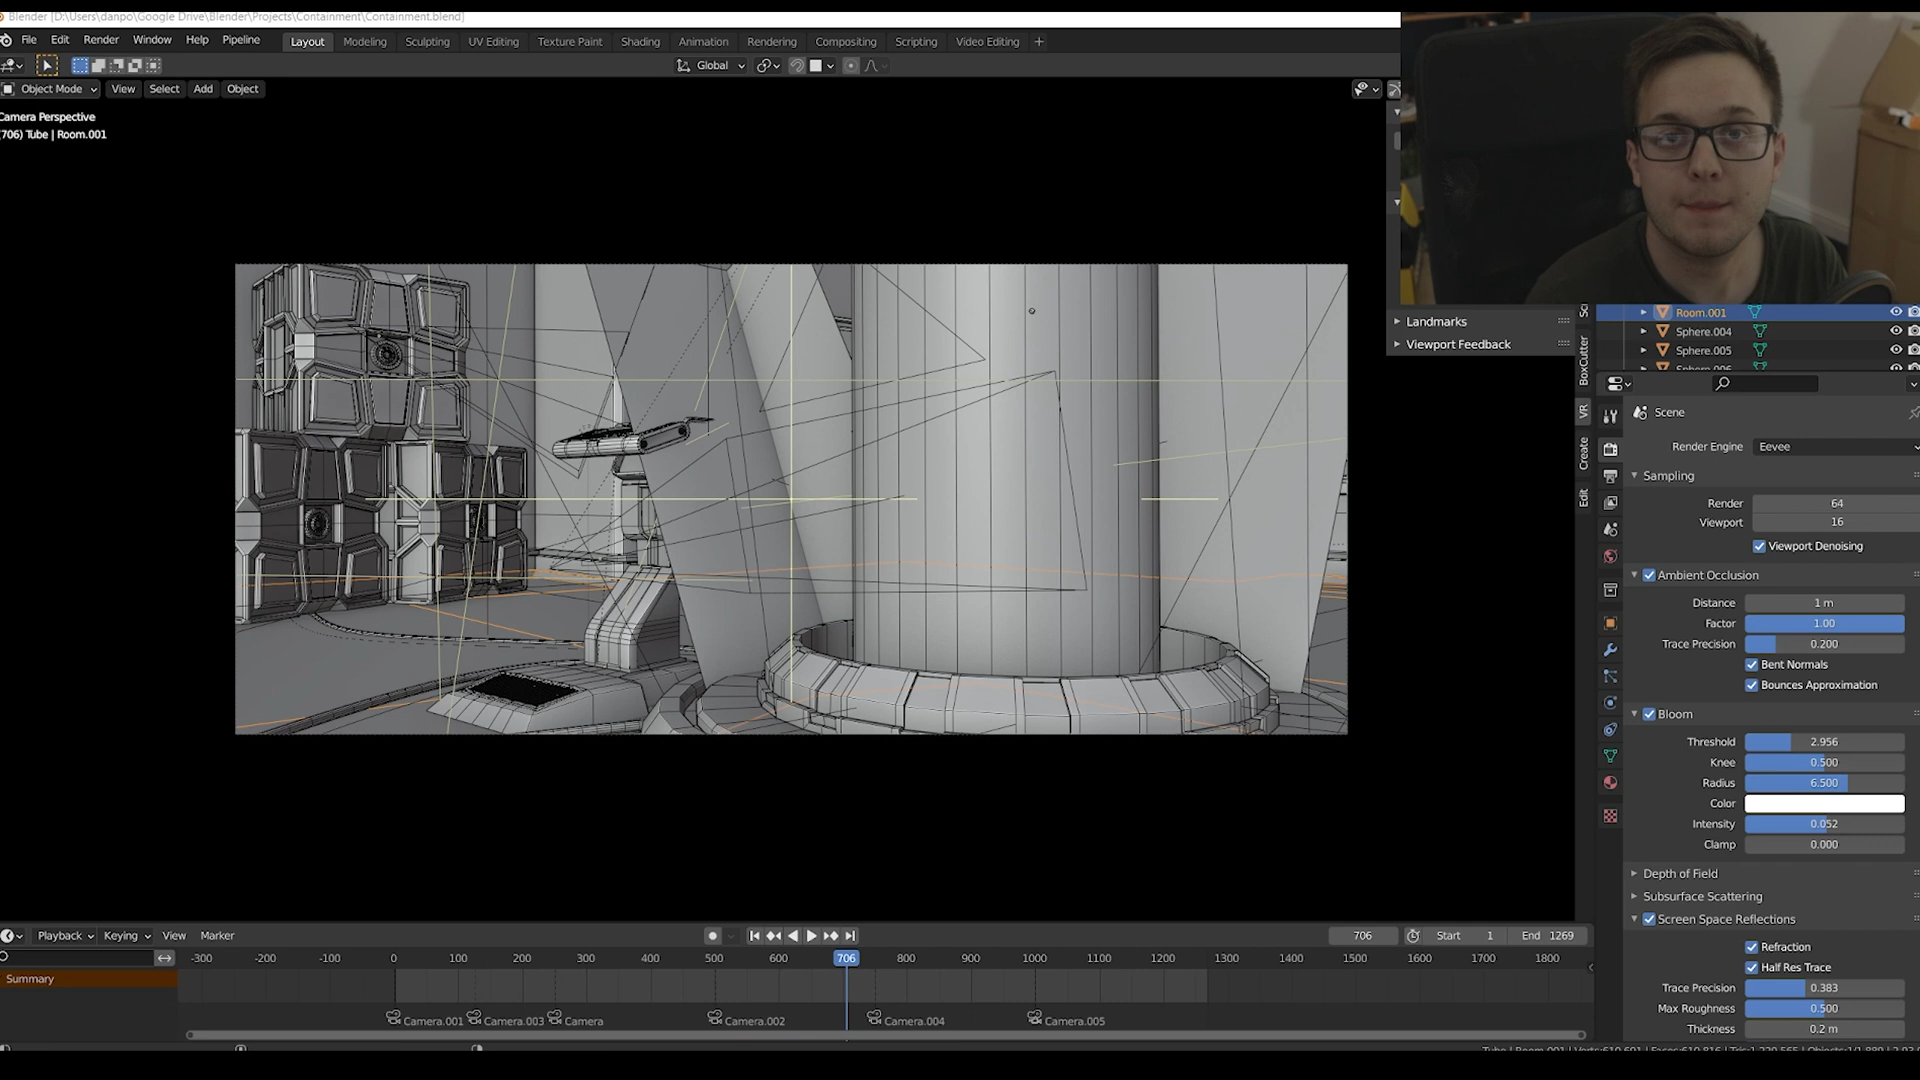 Blender [D:\Users\danpo\Google Drive\Blender\Projects\Containment\Containment.blend]
File Edit Render Window Help Pipeline Layout Modeling Sculpting UV Editing Texture Paint Shading Animation Rendering Compositing Scripting Video Editing +
Global
Object Mode View Select Add Object
Camera Perspective
(706) Tube | Room.001
Landmarks
Viewport Feedback
BoxCutter
VR
Create
Edit
Room.001
Sphere.004
Sphere.005
Sphere.006
Scene
Render Engine Eevee
Sampling
Render 64
Viewport 16
Viewport Denoising
Ambient Occlusion
Distance 1 m
Factor 1.00
Trace Precision 0.200
Bent Normals
Bounces Approximation
Bloom
Threshold 2.956
Knee 0.500
Radius 6.500
Color
Intensity 0.052
Clamp 0.000
Depth of Field
Subsurface Scattering
Screen Space Reflections
Refraction
Half Res Trace
Trace Precision 0.383
Max Roughness 0.500
Thickness 0.2 m
Playback Keying View Marker 706 Start 1 End 1269
-300 -200 -100 0 100 200 300 400 500 600 706 800 900 1000 1100 1200 1300 1400 1500 1600 1700 1800
Summary
Camera.001 Camera.003 Camera Camera.002 Camera.004 Camera.005